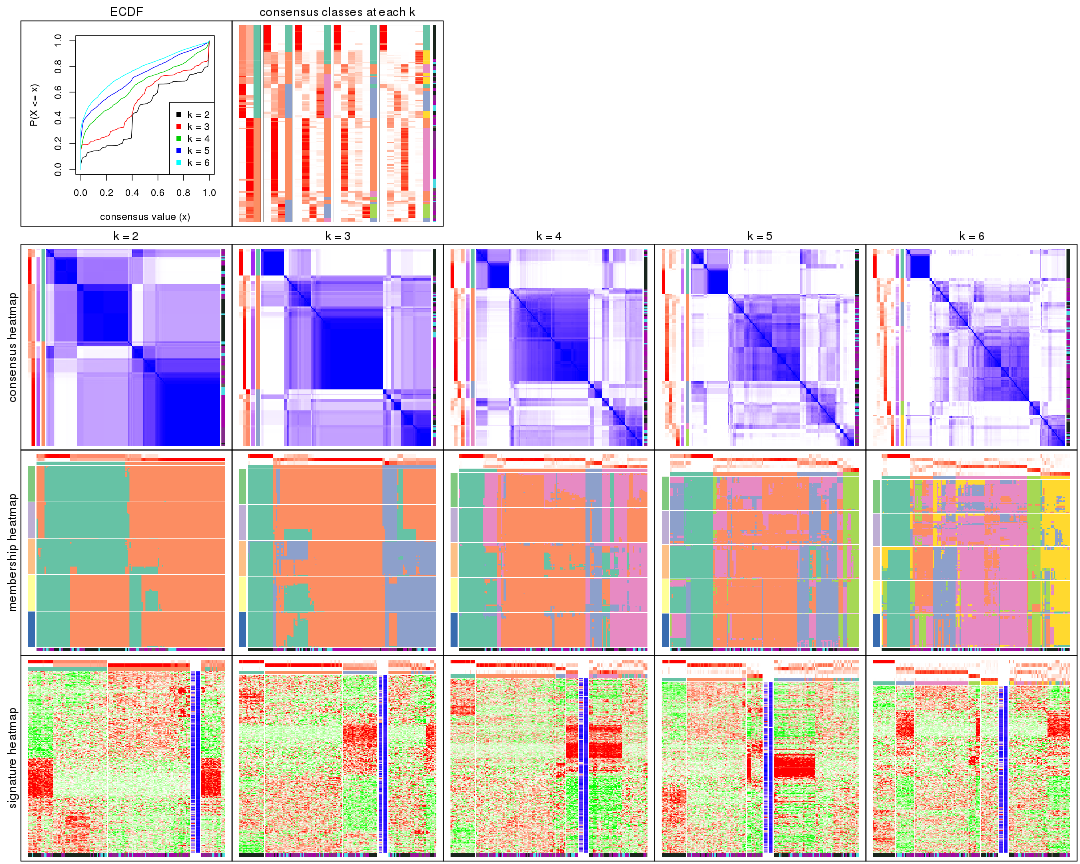 ECDF
consensus classes at each k
P(X <= x)
0.0 0.2 0.4 0.6 0.8 1.0
k = 2
k = 3
k = 4
k = 5
k = 6
0.0 0.2 0.4 0.6 0.8 1.0
consensus value (x)
k = 2
k = 3
k = 4
k = 5
k = 6
consensus heatmap
membership heatmap
signature heatmap